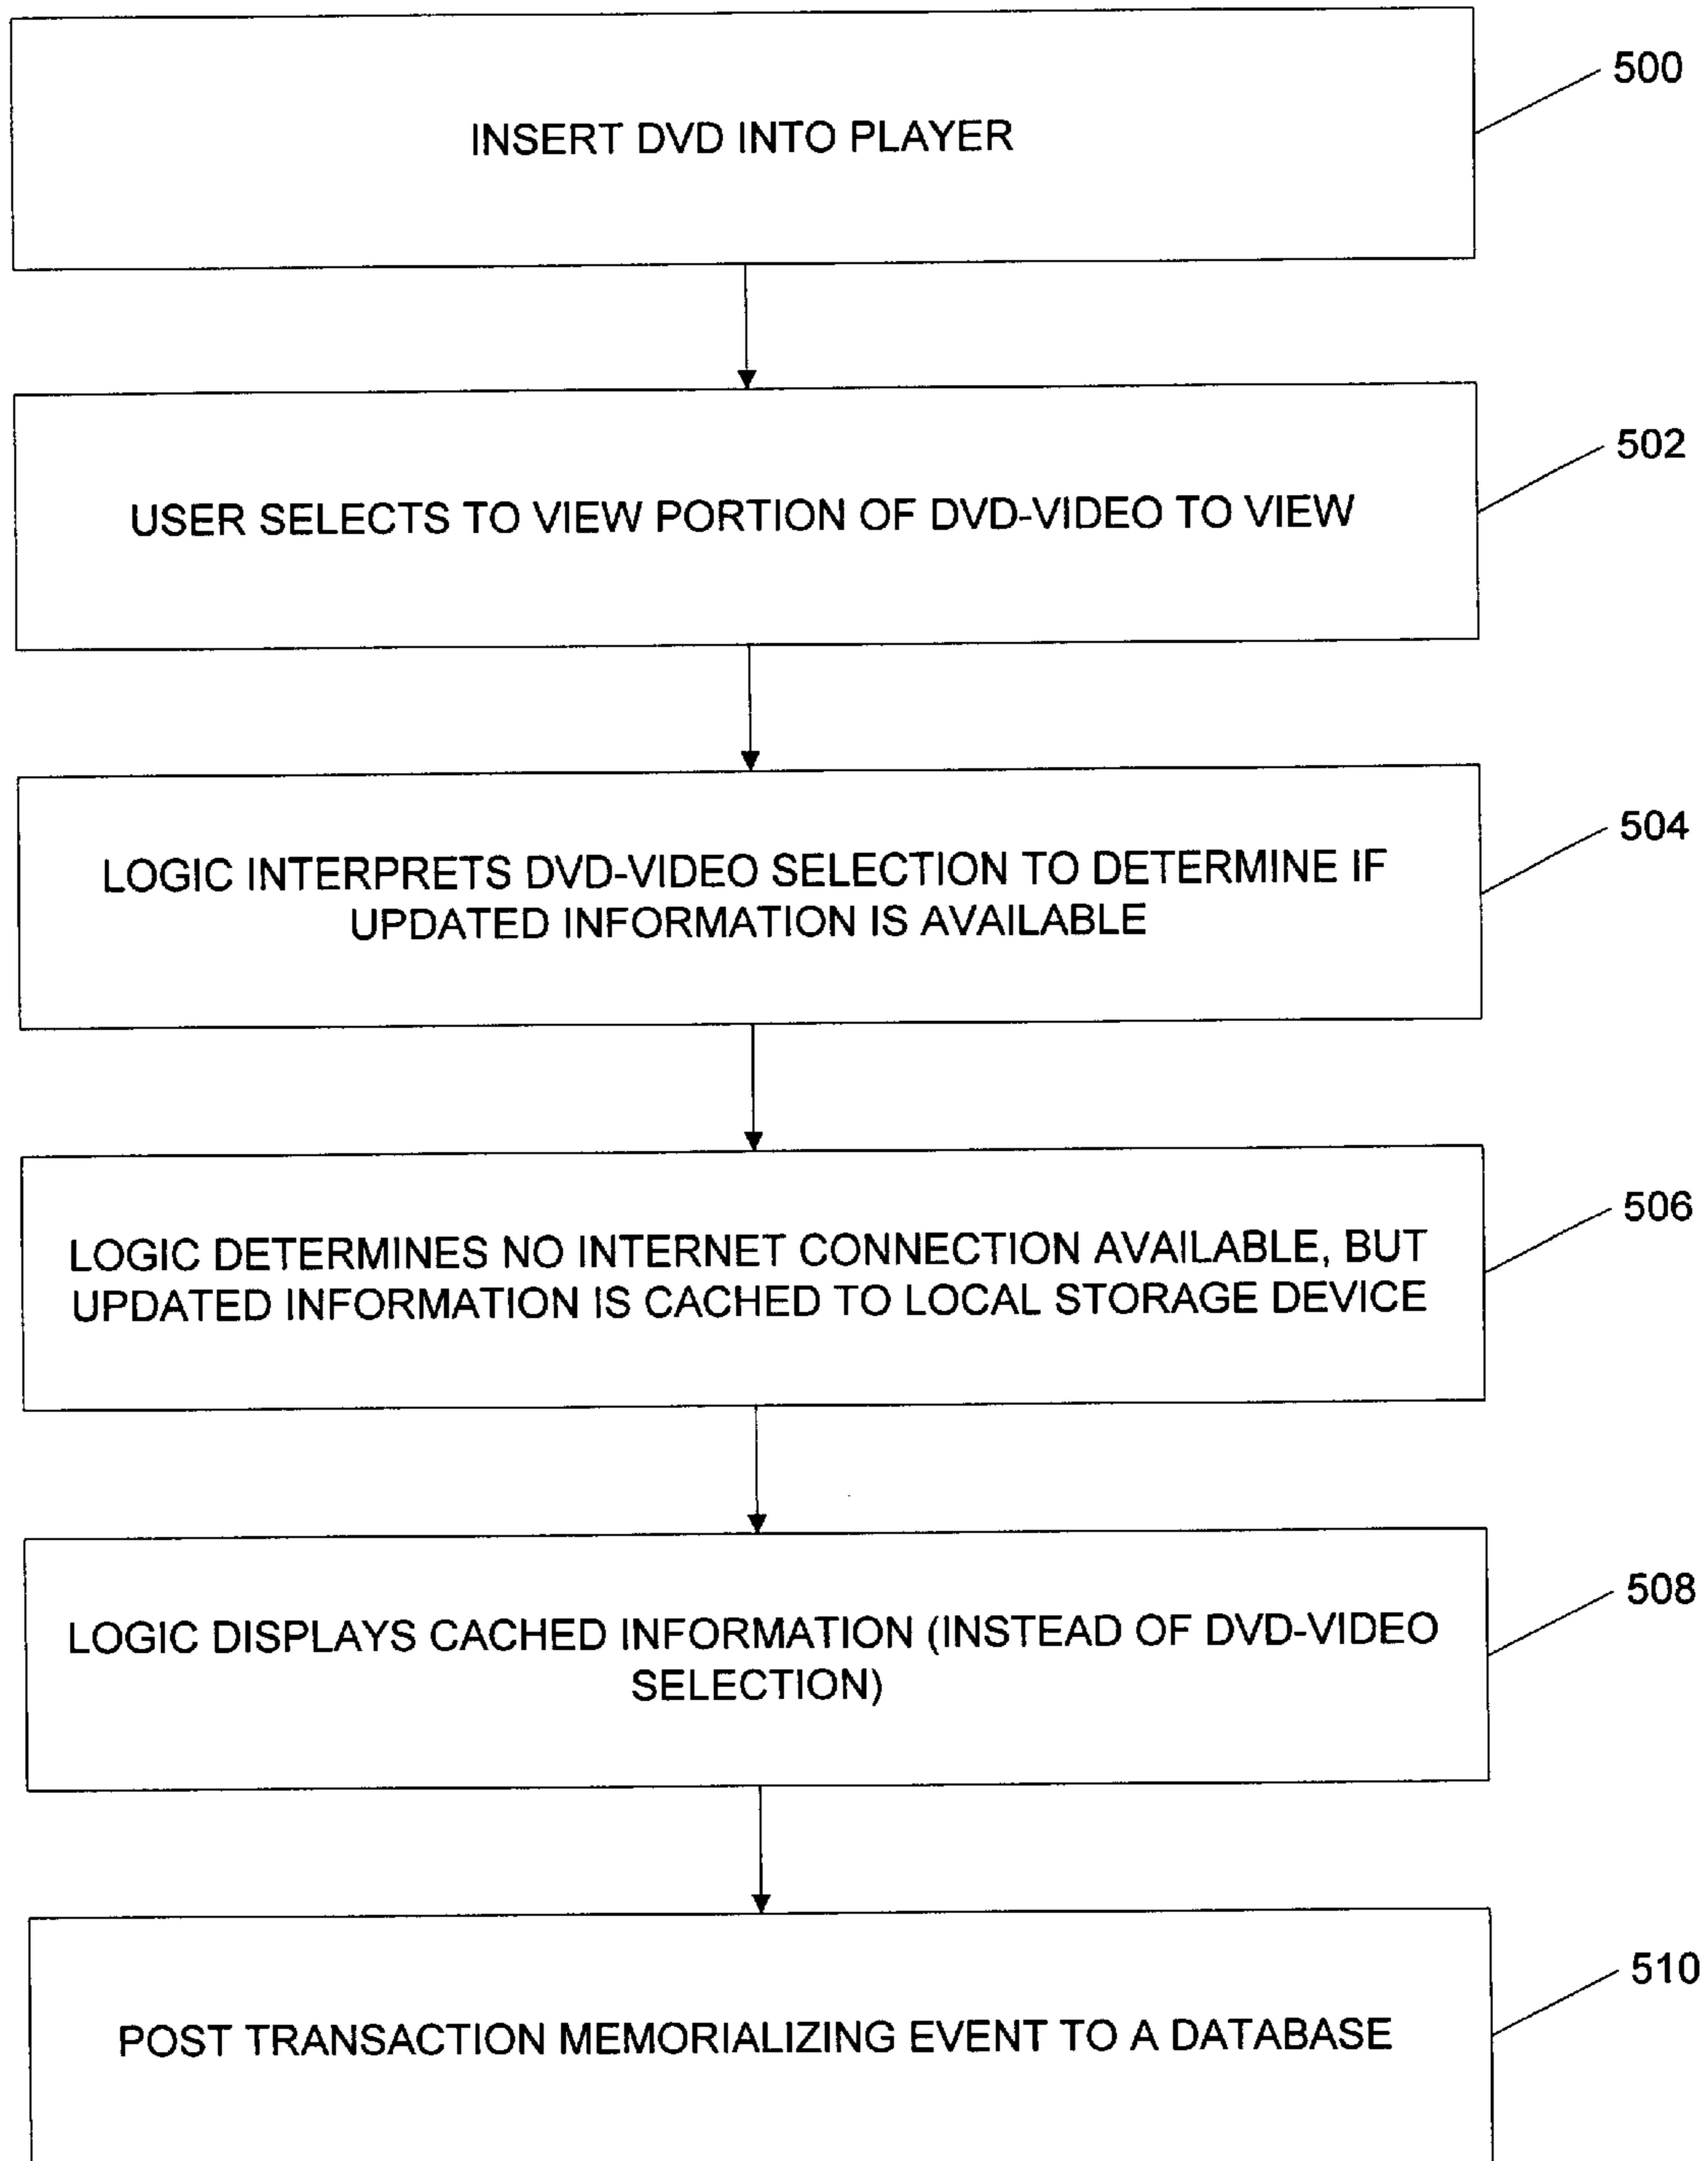 INSERT DVD INTO PLAYER
500
USER SELECTS TO VIEW PORTION OF DVD-VIDEO TO VIEW
502
LOGIC INTERPRETS DVD-VIDEO SELECTION TO DETERMINE IF
UPDATED INFORMATION IS AVAILABLE
504
LOGIC DETERMINES NO INTERNET CONNECTION AVAILABLE, BUT
UPDATED INFORMATION IS CACHED TO LOCAL STORAGE DEVICE
506
LOGIC DISPLAYS CACHED INFORMATION (INSTEAD OF DVD-VIDEO
SELECTION)
508
POST TRANSACTION MEMORIALIZING EVENT TO A DATABASE
510